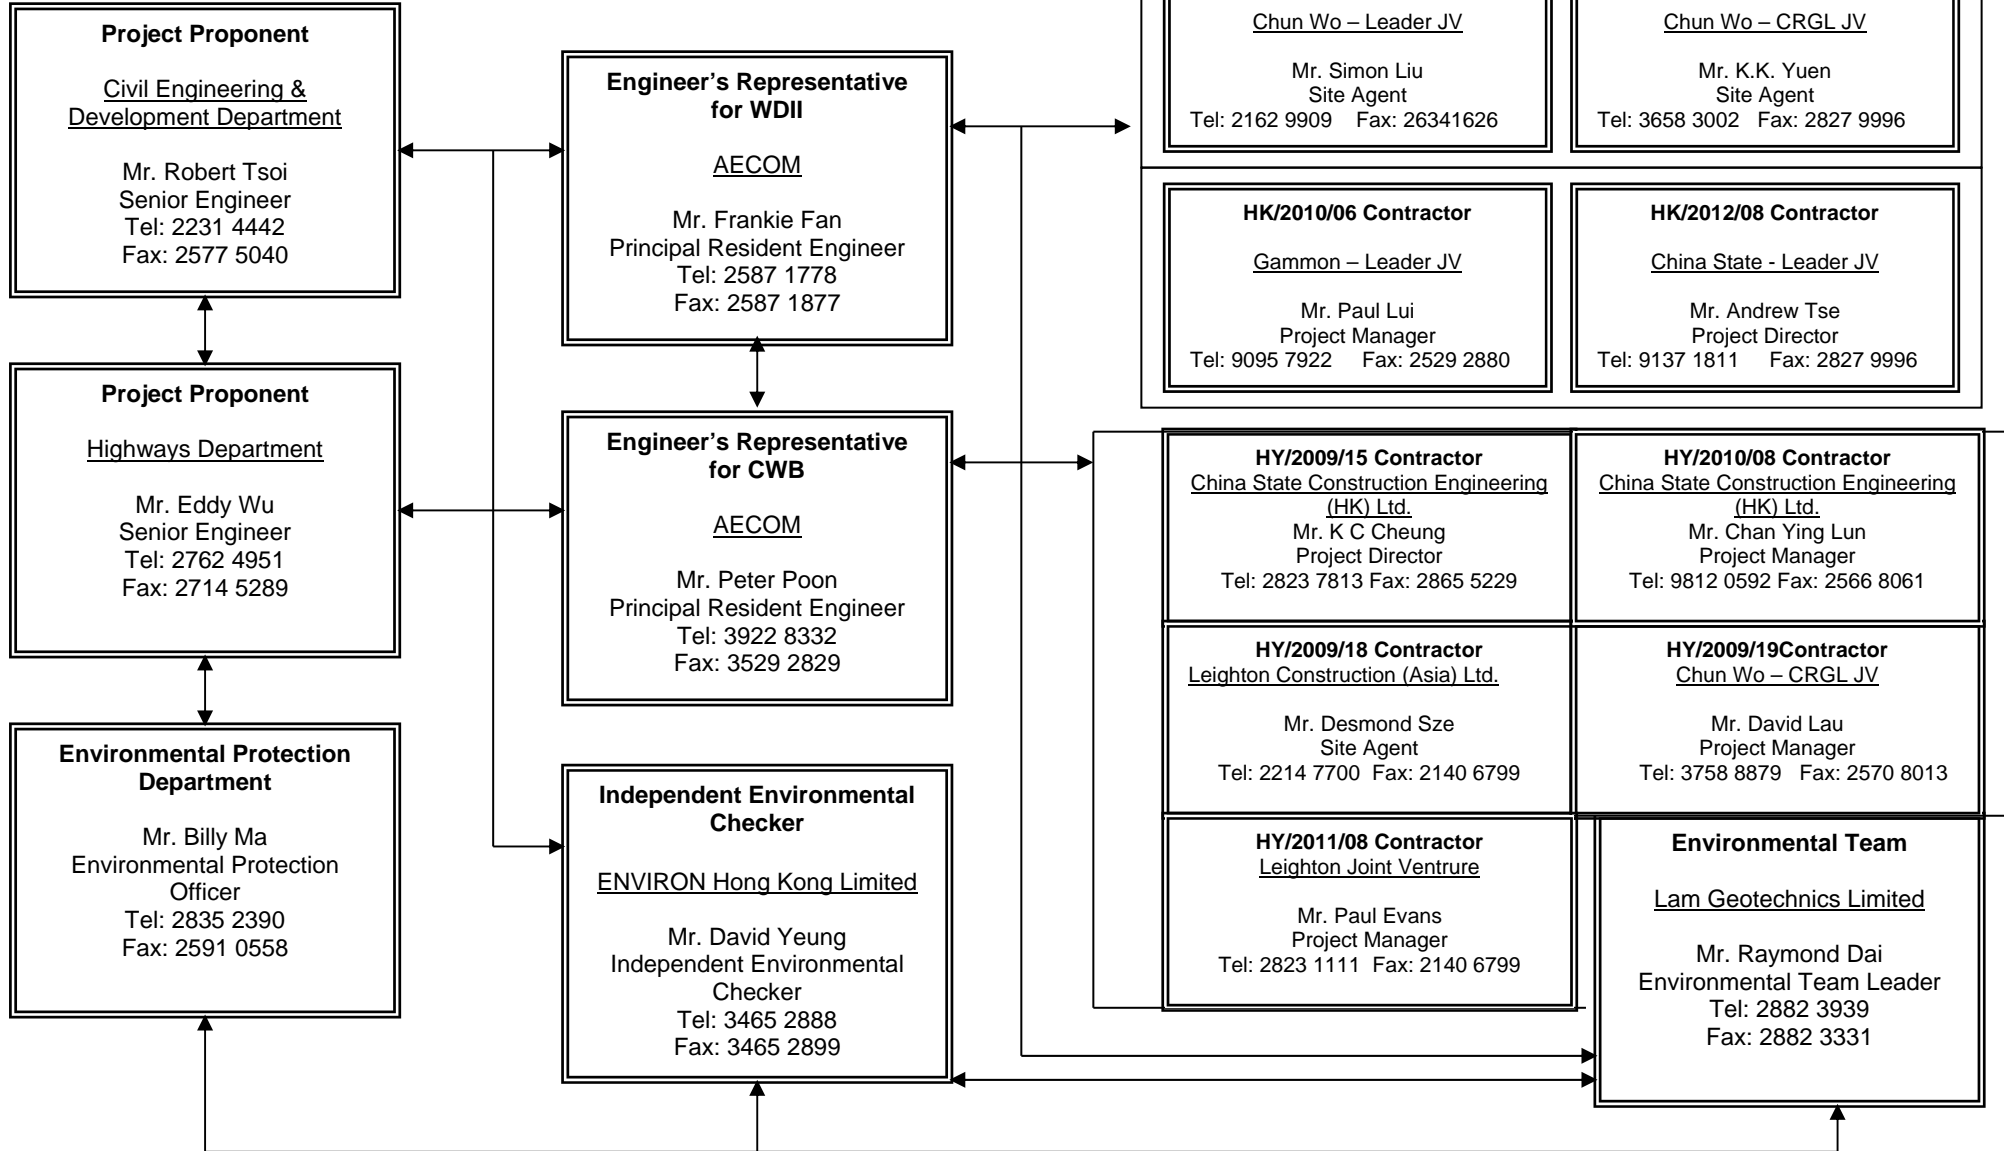 Project Proponent
Civil Engineering &
Development Department
Mr. Robert Tsoi
Senior Engineer
Tel: 2231 4442
Fax: 2577 5040
Project Proponent
Highways Department
Mr. Eddy Wu
Senior Engineer
Tel: 2762 4951
Fax: 2714 5289
Environmental Protection
Department
Mr. Billy Ma
Environmental Protection
Officer
Tel: 2835 2390
Fax: 2591 0558
Engineer's Representative
for WDII
AECOM
Mr. Frankie Fan
Principal Resident Engineer
Tel: 2587 1778
Fax: 2587 1877
Engineer's Representative
for CWB
AECOM
Mr. Peter Poon
Principal Resident Engineer
Tel: 3922 8332
Fax: 3529 2829
Independent Environmental
Checker
ENVIRON Hong Kong Limited
Mr. David Yeung
Independent Environmental
Checker
Tel: 3465 2888
Fax: 3465 2899
Chun Wo – Leader JV
Mr. Simon Liu
Site Agent
Tel: 2162 9909 Fax: 26341626
Chun Wo – CRGL JV
Mr. K.K. Yuen
Site Agent
Tel: 3658 3002 Fax: 2827 9996
HK/2010/06 Contractor
Gammon – Leader JV
Mr. Paul Lui
Project Manager
Tel: 9095 7922 Fax: 2529 2880
HK/2012/08 Contractor
China State - Leader JV
Mr. Andrew Tse
Project Director
Tel: 9137 1811 Fax: 2827 9996
HY/2009/15 Contractor
China State Construction Engineering
(HK) Ltd.
Mr. K C Cheung
Project Director
Tel: 2823 7813 Fax: 2865 5229
HY/2010/08 Contractor
China State Construction Engineering
(HK) Ltd.
Mr. Chan Ying Lun
Project Manager
Tel: 9812 0592 Fax: 2566 8061
HY/2009/18 Contractor
Leighton Construction (Asia) Ltd.
Mr. Desmond Sze
Site Agent
Tel: 2214 7700 Fax: 2140 6799
HY/2009/19Contractor
Chun Wo – CRGL JV
Mr. David Lau
Project Manager
Tel: 3758 8879 Fax: 2570 8013
HY/2011/08 Contractor
Leighton Joint Ventrure
Mr. Paul Evans
Project Manager
Tel: 2823 1111 Fax: 2140 6799
Environmental Team
Lam Geotechnics Limited
Mr. Raymond Dai
Environmental Team Leader
Tel: 2882 3939
Fax: 2882 3331